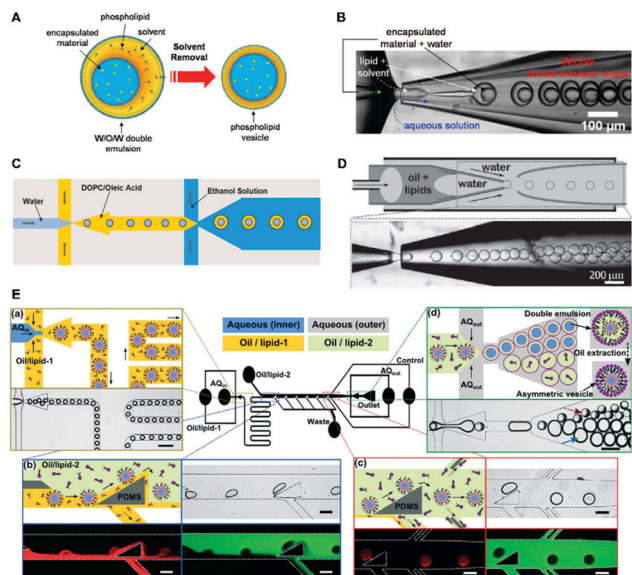 A
phospholipid
encapsulated
material
solvent
Solvent
Removal
W/O/W double
emulsion
phospholipid
vesicle
B
encapsulated
material + water
lipid +
solvent
W/O/W
double emulsion drops
aqueous solution
100 µm
C
Water
DOPC/Oleic Acid
Ethanol Solution
D
oil +
lipids
water
water
200 µm
E
(a)
AQin
Oil/lipid-1
Aqueous (inner)
Aqueous (outer)
Oil / lipid-1
Oil / lipid-2
AQin
Oil/lipid-2
Oil/lipid-1
Control
AQout
Outlet
Waste
(d)
AQout
AQout
Double emulsion
Oil extraction
Asymmetric vesicle
(b)
Oil/lipid-2
PDMS
(c)
PDMS